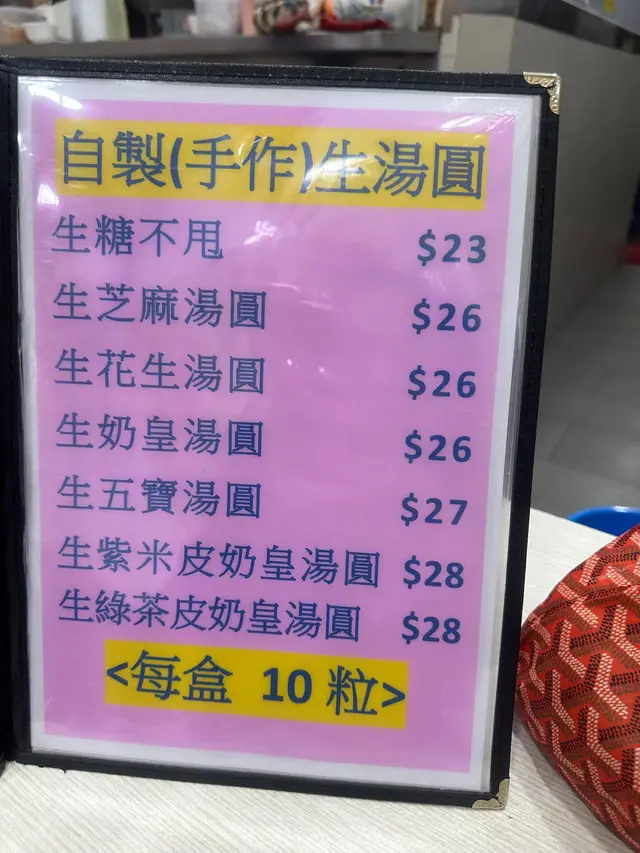 自製(手作)生湯圓
生糖不甩 $23
生芝麻湯圓 $26
生花生湯圓 $26
生奶皇湯圓 $26
生五寶湯圓 $27
生紫米皮奶皇湯圓 $28
生綠茶皮奶皇湯圓 $28
<每盒 10 粒>